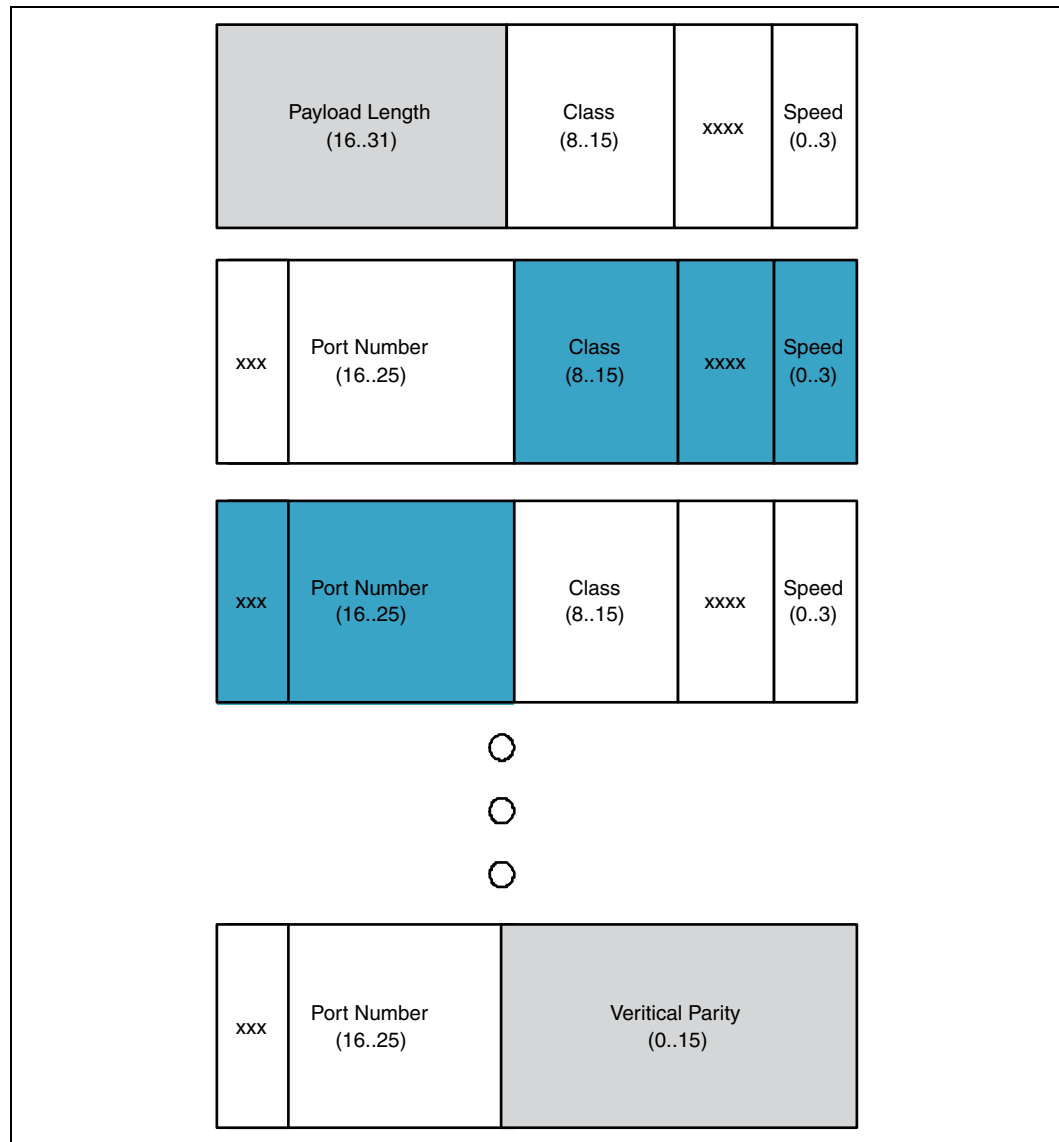 Payload Length
(16..31)
Class
(8..15)
xxxx
Speed
(0..3)
xxx
Port Number
(16..25)
Class
(8..15)
xxxx
Speed
(0..3)
xxx
Port Number
(16..25)
Class
(8..15)
xxxx
Speed
(0..3)
xxx
Port Number
(16..25)
Veritical Parity
(0..15)